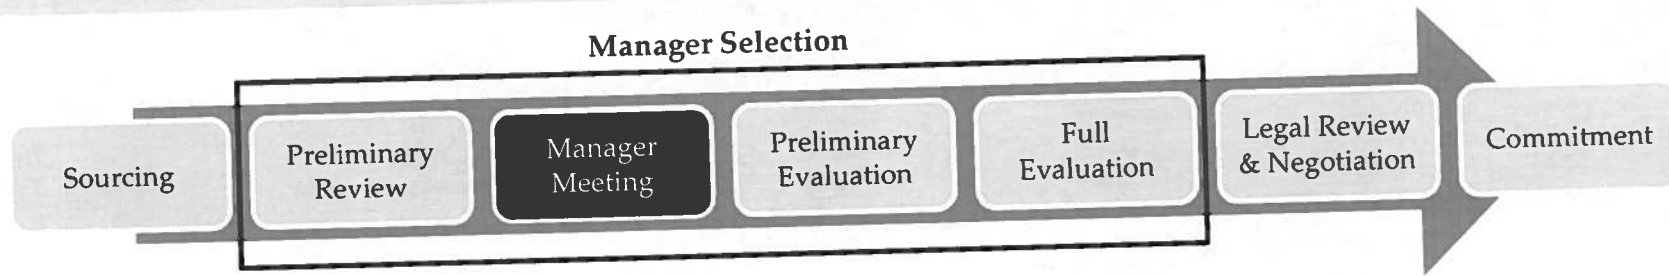 Manager Selection
Sourcing
Preliminary
Review
Manager
Meeting
Preliminary
Evaluation
Full
Evaluation
Legal Review
& Negotiation
Commitment